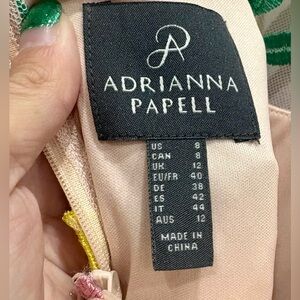 ADRIANNA
PAPELL
US 8
CAN 8
UK 12
EU/FR 40
DE 38
ES 42
IT 44
AUS 12
MADE IN
CHINA